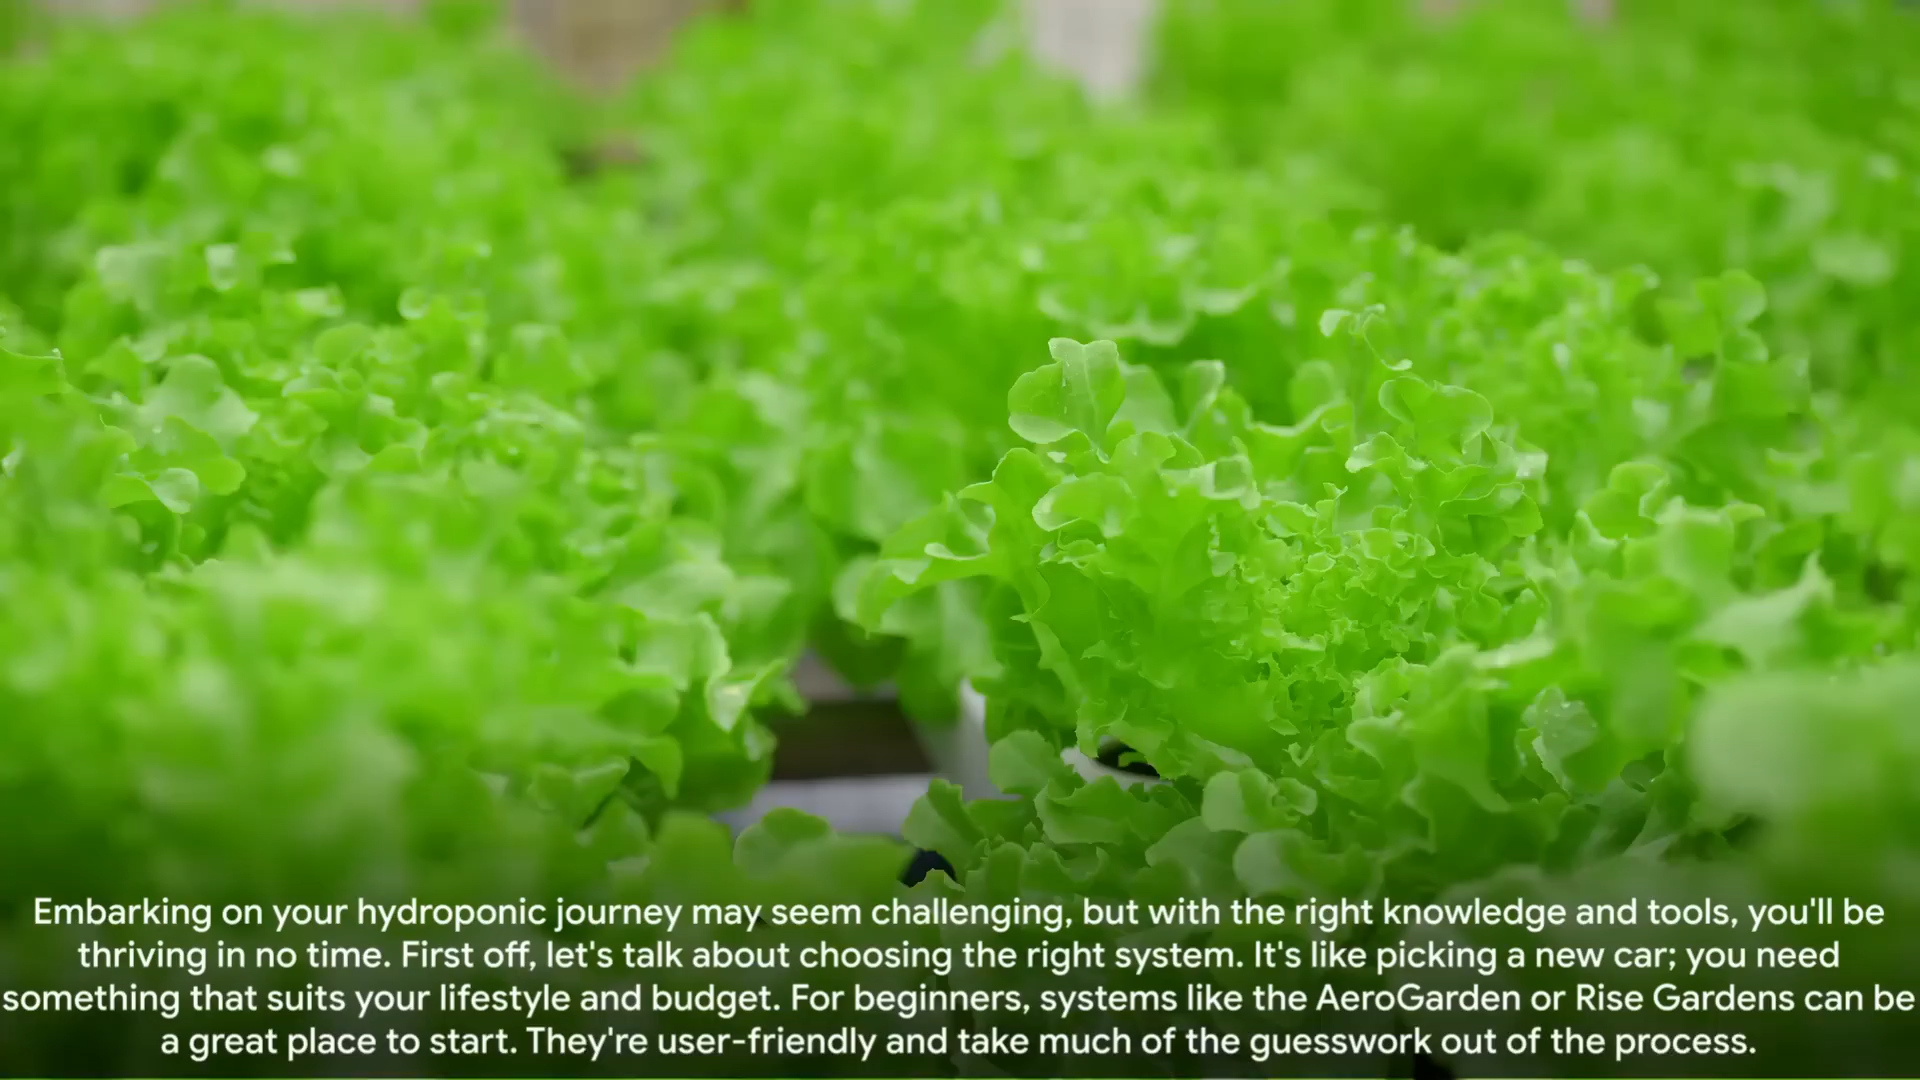 Embarking on your hydroponic journey may seem challenging, but with the right knowledge and tools, you'll be
thriving in no time. First off, let's talk about choosing the right system. It's like picking a new car; you need
something that suits your lifestyle and budget. For beginners, systems like the AeroGarden or Rise Gardens can be
a great place to start. They're user-friendly and take much of the guesswork out of the process.